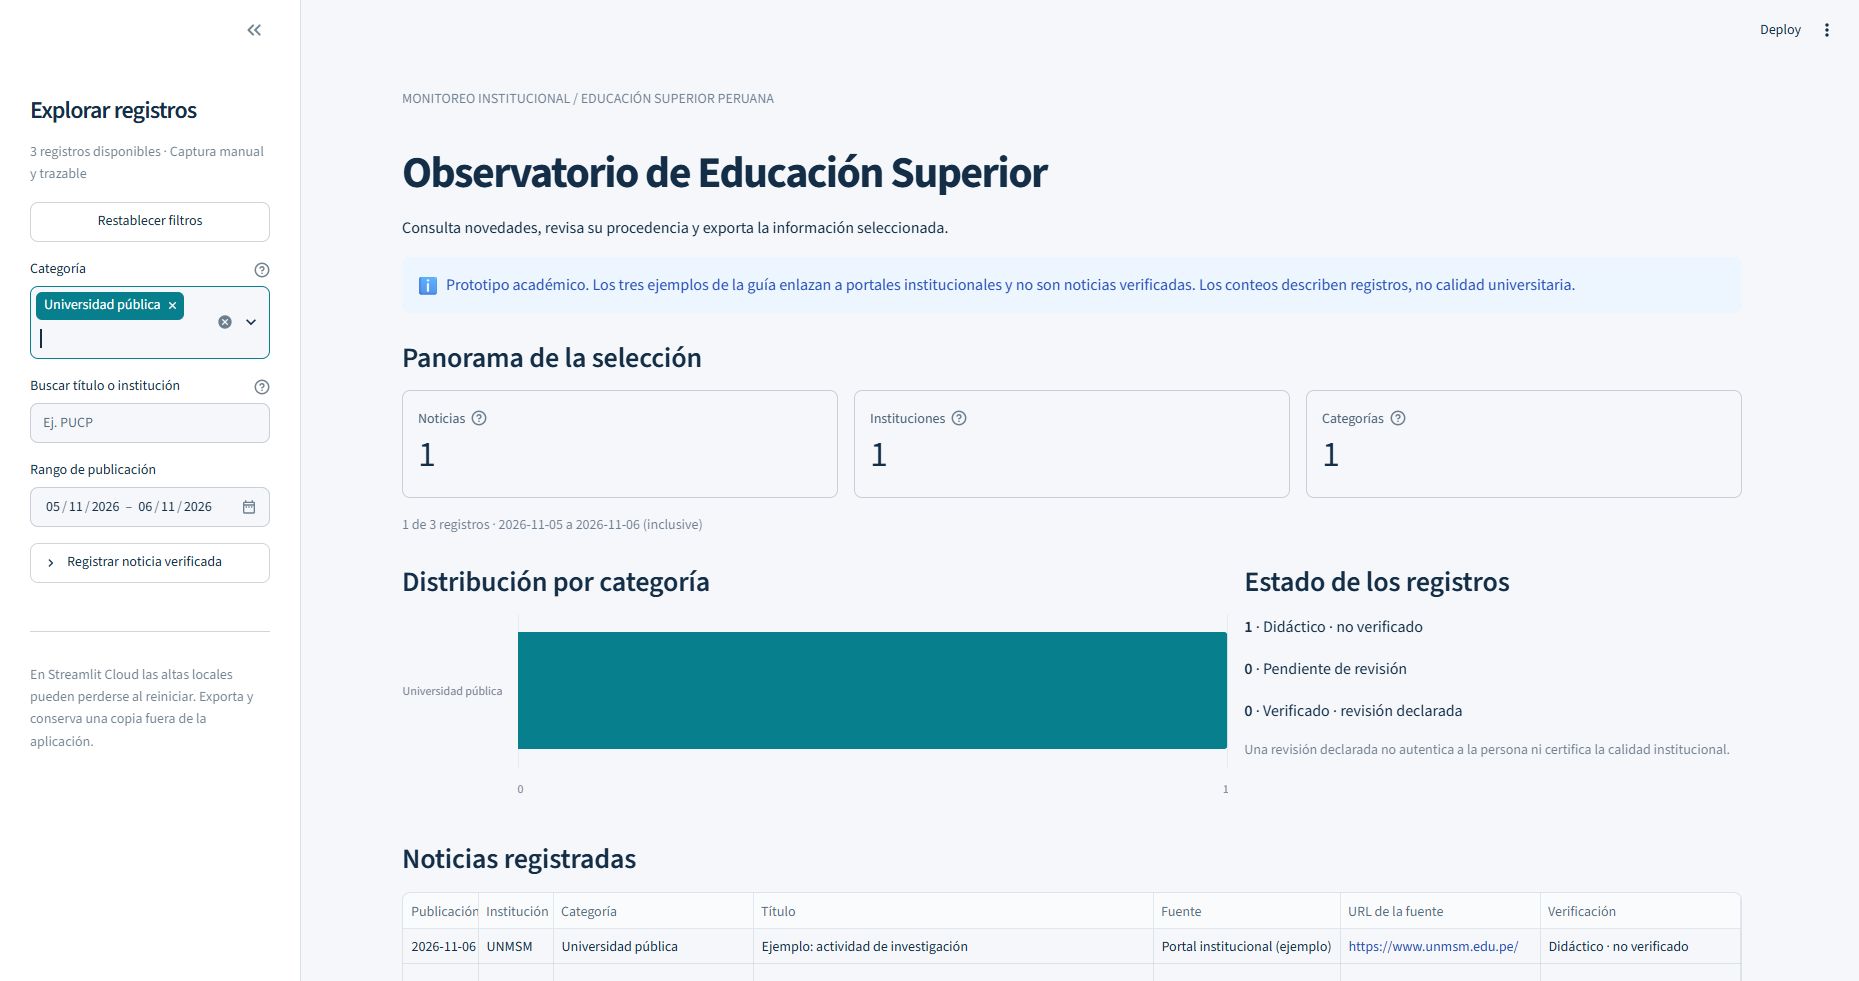 Deploy
Explorar registros
3 registros disponibles · Captura manual
y trazable
Restablecer filtros
Categoría
Universidad pública
Buscar título o institución
Ej. PUCP
Rango de publicación
05/11/2026 – 06/11/2026
Registrar noticia verificada
En Streamlit Cloud las altas locales
pueden perderse al reiniciar. Exporta y
conserva una copia fuera de la
aplicación.
MONITOREO INSTITUCIONAL / EDUCACIÓN SUPERIOR PERUANA
Observatorio de Educación Superior
Consulta novedades, revisa su procedencia y exporta la información seleccionada.
Prototipo académico. Los tres ejemplos de la guía enlazan a portales institucionales y no son noticias verificadas. Los conteos describen registros, no calidad universitaria.
Panorama de la selección
Noticias
1
Instituciones
1
Categorías
1
1 de 3 registros · 2026-11-05 a 2026-11-06 (inclusive)
Distribución por categoría
Universidad pública
0 1
Estado de los registros
1 · Didáctico · no verificado
0 · Pendiente de revisión
0 · Verificado · revisión declarada
Una revisión declarada no autentica a la persona ni certifica la calidad institucional.
Noticias registradas
Publicación Institución Categoría Título Fuente URL de la fuente Verificación
2026-11-06 UNMSM Universidad pública Ejemplo: actividad de investigación Portal institucional (ejemplo) https://www.unmsm.edu.pe/ Didáctico · no verificado